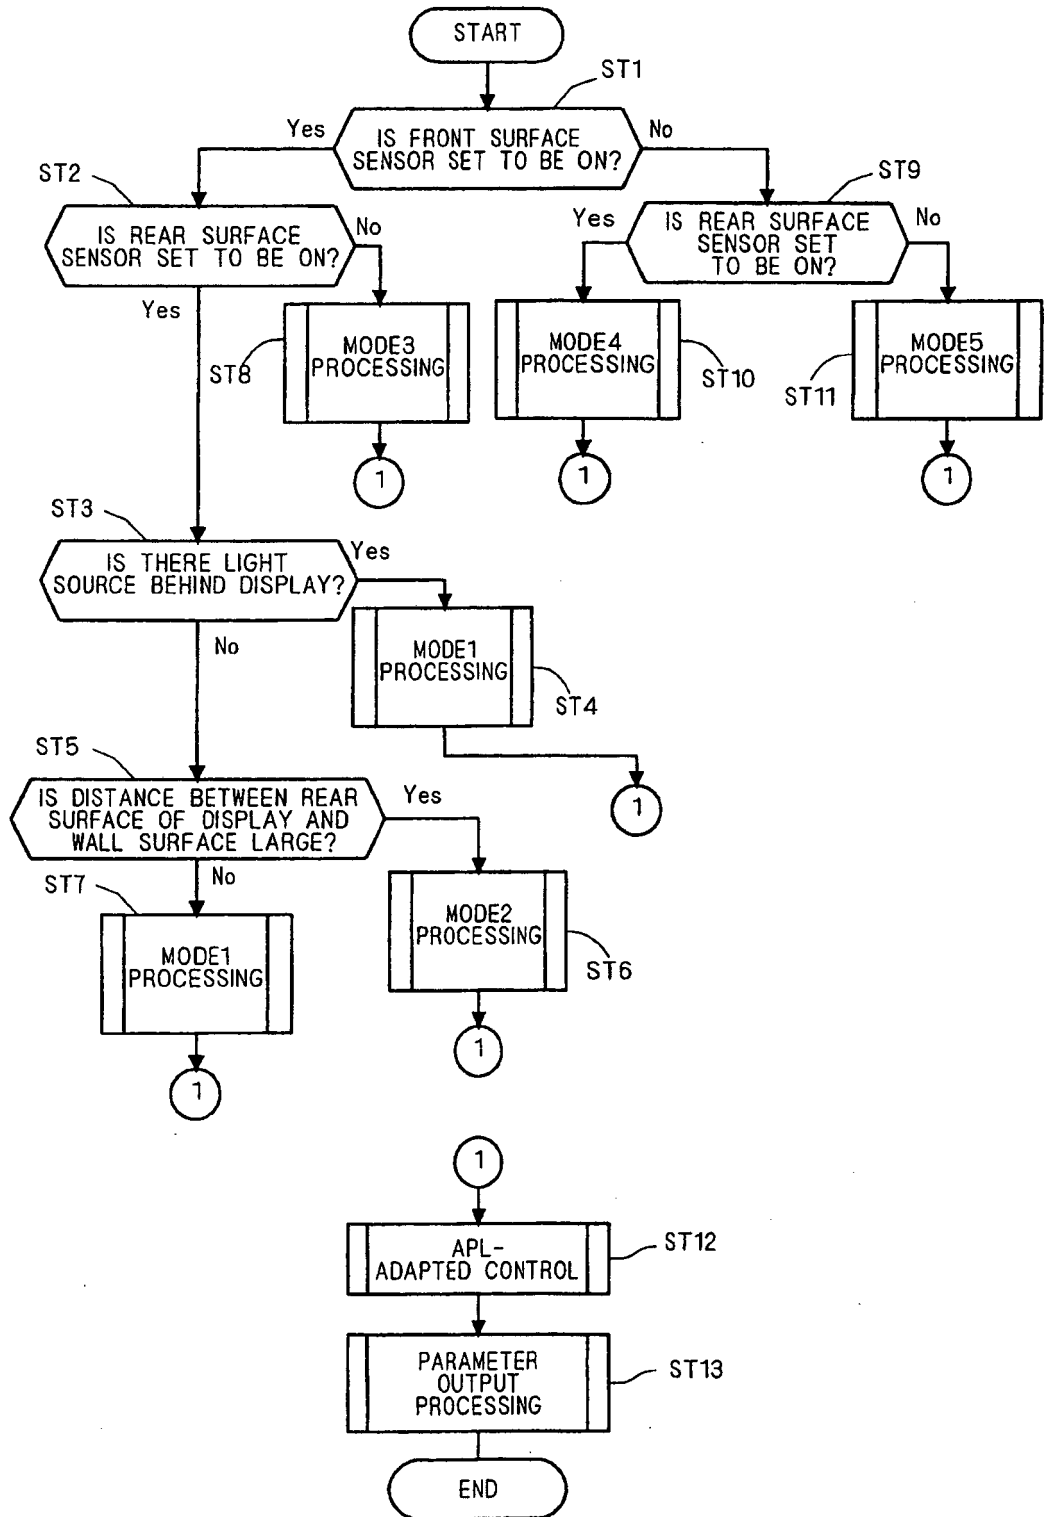 START
ST1
Yes
IS FRONT SURFACE
SENSOR SET TO BE ON?
No
ST2
IS REAR SURFACE
SENSOR SET TO BE ON?
No
Yes
ST9
Yes
IS REAR SURFACE
SENSOR SET
TO BE ON?
No
ST8
MODE3
PROCESSING
MODE4
PROCESSING
ST10
ST11
MODE5
PROCESSING
1
1
1
ST3
IS THERE LIGHT
SOURCE BEHIND DISPLAY?
Yes
No
MODE1
PROCESSING
ST4
1
ST5
IS DISTANCE BETWEEN REAR
SURFACE OF DISPLAY AND
WALL SURFACE LARGE?
Yes
No
ST7
MODE1
PROCESSING
MODE2
PROCESSING
ST6
1
1
1
APL-
ADAPTED CONTROL
ST12
PARAMETER
OUTPUT
PROCESSING
ST13
END